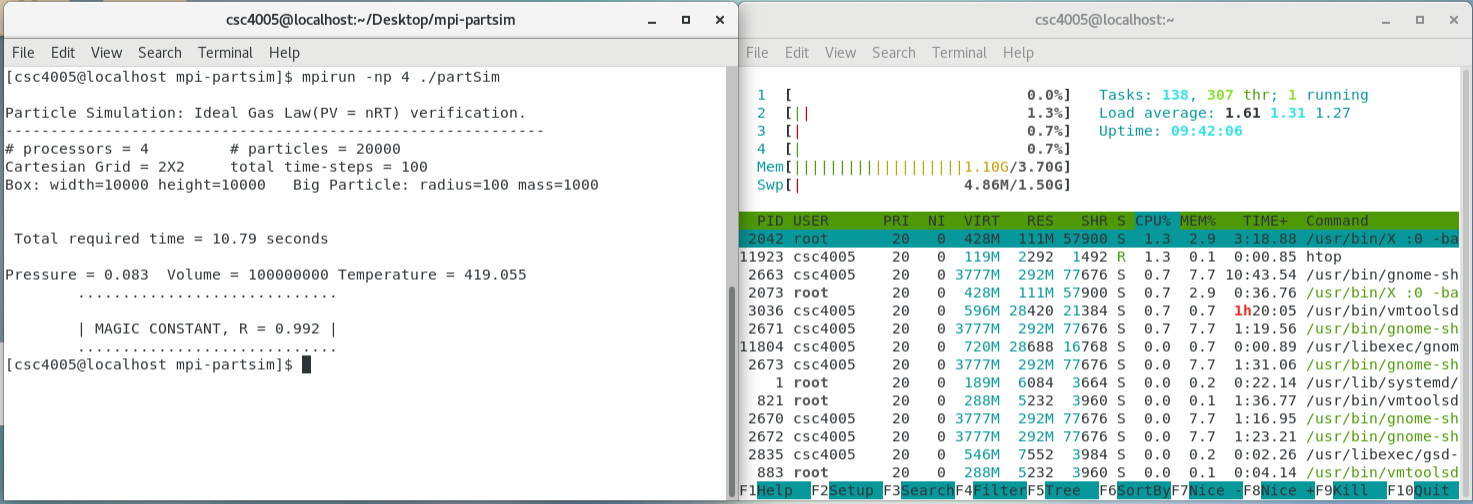 csc4005@localhost:~/Desktop/mpi-partsim
File Edit View Search Terminal Help
[csc4005@localhost mpi-partsim]$ mpirun -np 4 ./partSim
Particle Simulation: Ideal Gas Law(PV = nRT) verification.
------------------------------------------------------------
# processors = 4 # particles = 20000
Cartesian Grid = 2X2 total time-steps = 100
Box: width=10000 height=10000 Big Particle: radius=100 mass=1000
Total required time = 10.79 seconds
Pressure = 0.083 Volume = 100000000 Temperature = 419.055
.............................
| MAGIC CONSTANT, R = 0.992 |
.............................
[csc4005@localhost mpi-partsim]$
csc4005@localhost:~
File Edit View Search Terminal Help
1 [ 0.0%]
2 [||| 1.3%]
3 [| 0.7%]
4 [| 0.7%]
Mem[|||||||||||||||||||1.10G/3.70G]
Swp[| 4.86M/1.50G]
Tasks: 138, 307 thr; 1 running
Load average: 1.61 1.31 1.27
Uptime: 09:42:06
PID USER PRI NI VIRT RES SHR S CPU% MEM% TIME+ Command
2042 root 20 0 428M 111M 57900 S 1.3 2.9 3:18.88 /usr/bin/X :0 -ba
11923 csc4005 20 0 119M 2292 1492 R 1.3 0.1 0:00.85 htop
2663 csc4005 20 0 3777M 292M 77676 S 0.7 7.7 10:43.54 /usr/bin/gnome-sh
2073 root 20 0 428M 111M 57900 S 0.7 2.9 0:36.76 /usr/bin/X :0 -ba
3036 csc4005 20 0 596M 28420 21384 S 0.7 0.7 1h20:05 /usr/bin/vmtoolsd
2671 csc4005 20 0 3777M 292M 77676 S 0.7 7.7 1:19.56 /usr/bin/gnome-sh
11804 csc4005 20 0 720M 28688 16768 S 0.0 0.7 0:00.89 /usr/libexec/gnom
2673 csc4005 20 0 3777M 292M 77676 S 0.0 7.7 1:31.06 /usr/bin/gnome-sh
1 root 20 0 189M 6084 3664 S 0.0 0.2 0:22.14 /usr/lib/systemd/
821 root 20 0 288M 5232 3960 S 0.0 0.1 1:36.77 /usr/bin/vmtoolsd
2670 csc4005 20 0 3777M 292M 77676 S 0.0 7.7 1:16.95 /usr/bin/gnome-sh
2672 csc4005 20 0 3777M 292M 77676 S 0.0 7.7 1:23.21 /usr/bin/gnome-sh
2835 csc4005 20 0 546M 7552 3984 S 0.0 0.2 0:02.26 /usr/libexec/gsd-
883 root 20 0 288M 5232 3960 S 0.0 0.1 0:04.14 /usr/bin/vmtoolsd
F1Help F2Setup F3SearchF4FilterF5Tree F6SortByF7Nice -F8Nice +F9Kill F10Quit